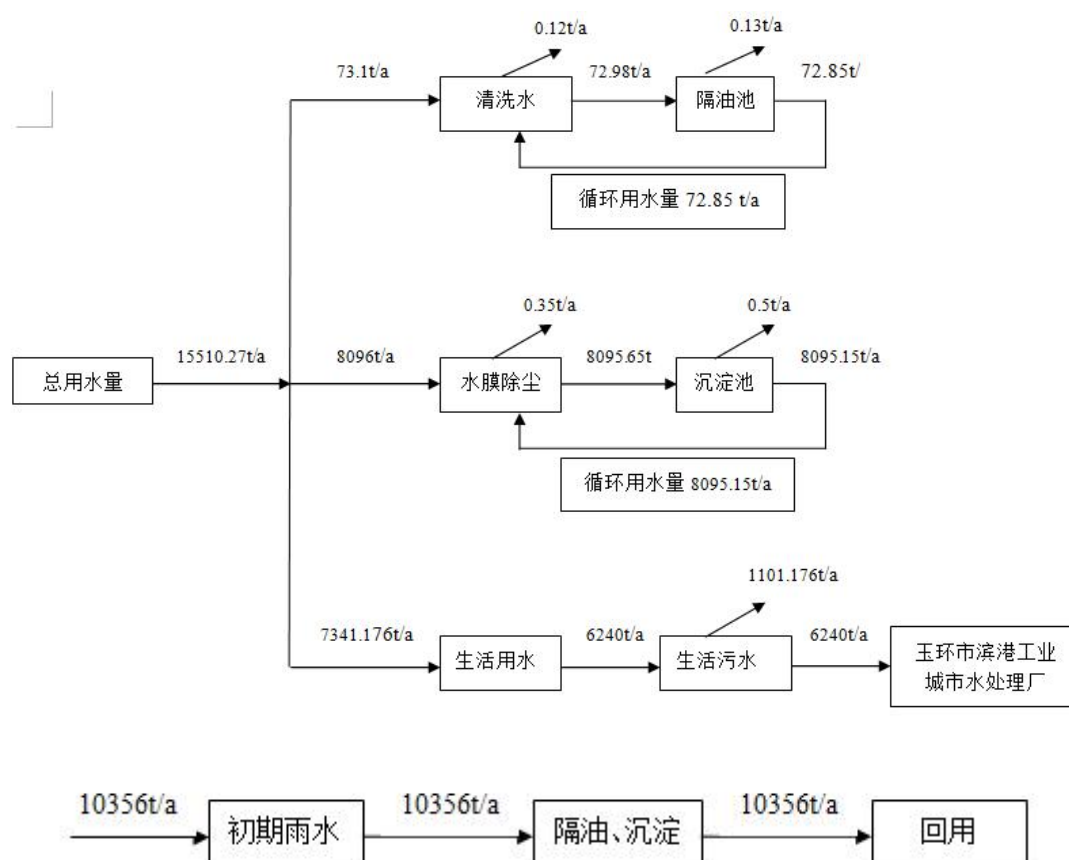 0.12t/a
0.13t/a
73.1t/a
72.98t/a
72.85t/
清洗水
隔油池
循环用水量 72.85 t/a
0.35t/a
0.5t/a
15510.27t/a
8096t/a
8095.65t
8095.15t/a
总用水量
水膜除尘
沉淀池
循环用水量 8095.15t/a
1101.176t/a
7341.176t/a
6240t/a
6240t/a
生活用水
生活污水
玉环市滨港工业
城市水处理厂
10356t/a
10356t/a
10356t/a
初期雨水
隔油、沉淀
回用